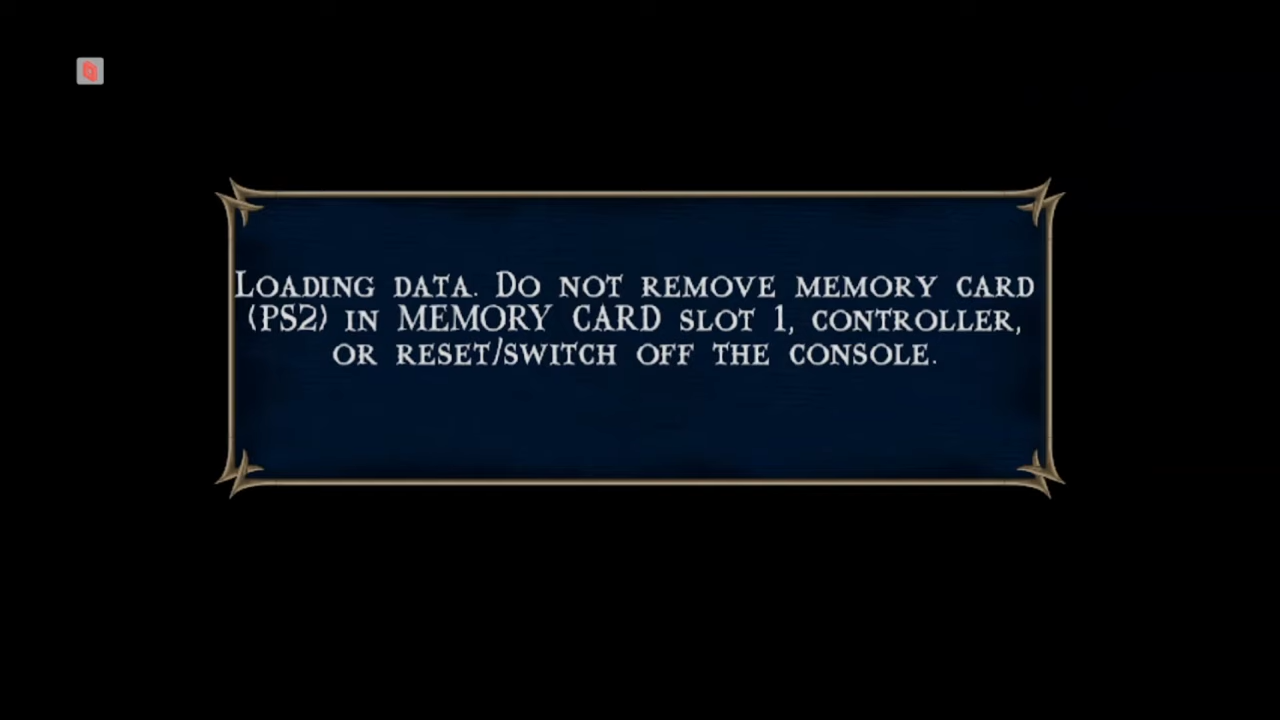 Loading data. Do not remove memory card
(PS2) in MEMORY CARD slot 1, controller,
or reset/switch off the console.